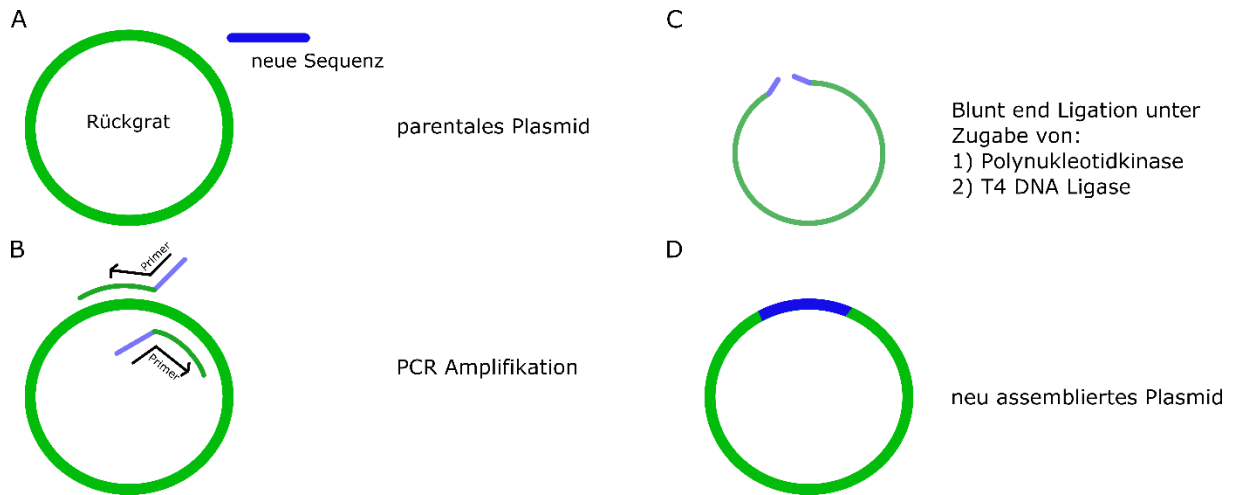 A
neue Sequenz
Rückgrat
parentales Plasmid
B
Primer
Primer
PCR Amplifikation
C
Blunt end Ligation unter
Zugabe von:
1) Polynukleotidkinase
2) T4 DNA Ligase
D
neu assembliertes Plasmid